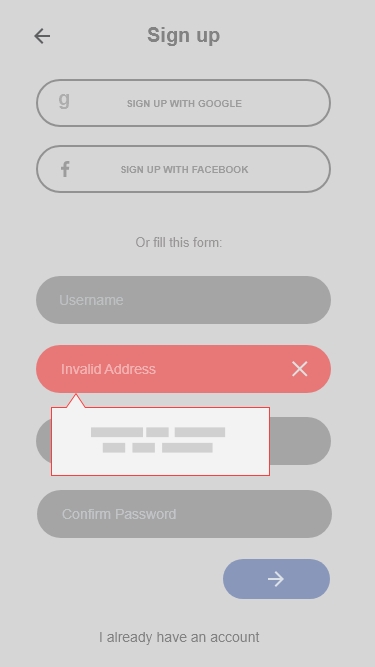 Sign up
g
SIGN UP WITH GOOGLE
f
SIGN UP WITH FACEBOOK
Or fill this form:
Username
Invalid Address
Confirm Password
I already have an account